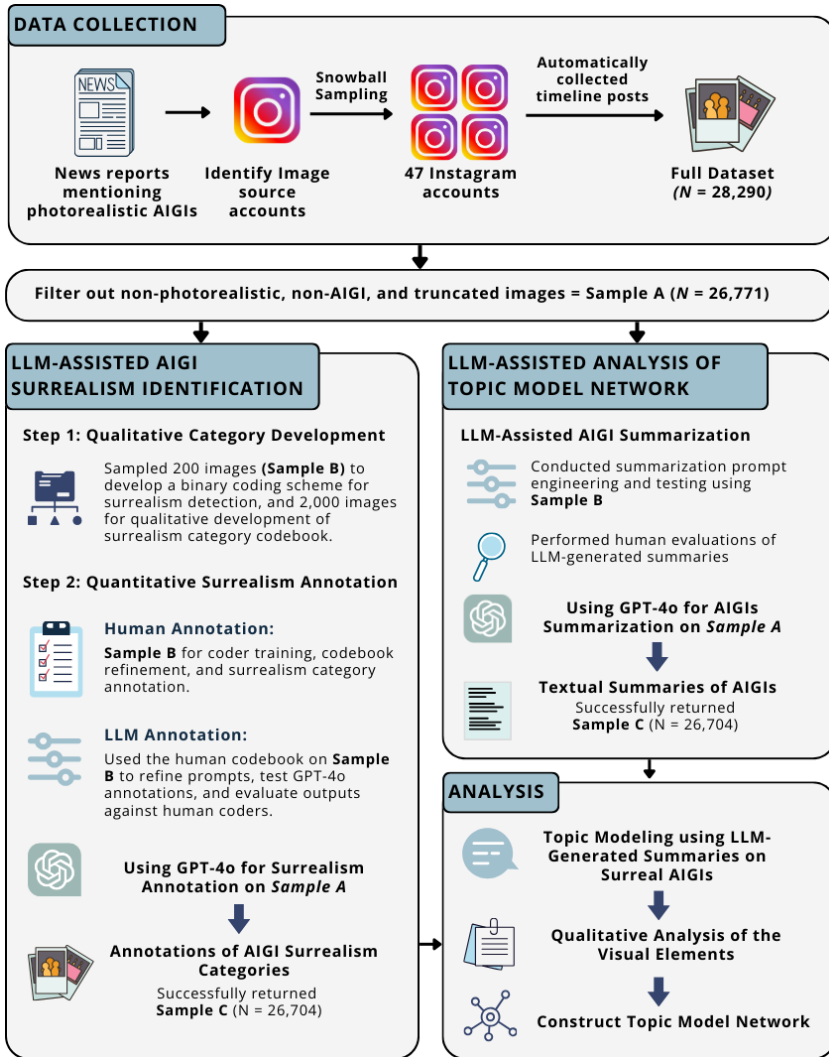 DATA COLLECTION
NEWS
News reports
mentioning
photorealistic AIGIs
Identify Image
source
accounts
Snowball
Sampling
47 Instagram
accounts
Automatically
collected
timeline posts
Full Dataset
(N = 28,290)
Filter out non-photorealistic, non-AIGI, and truncated images = Sample A (N = 26,771)
LLM-ASSISTED AIGI
SURREALISM IDENTIFICATION
Step 1: Qualitative Category Development
Sampled 200 images (Sample B) to
develop a binary coding scheme for
surrealism detection, and 2,000 images
for qualitative development of
surrealism category codebook.
Step 2: Quantitative Surrealism Annotation
Human Annotation:
Sample B for coder training, codebook
refinement, and surrealism category
annotation.
LLM Annotation:
Used the human codebook on Sample
B to refine prompts, test GPT-4o
annotations, and evaluate outputs
against human coders.
Using GPT-4o for Surrealism
Annotation on Sample A
Annotations of AIGI Surrealism
Categories
Successfully returned
Sample C (N = 26,704)
LLM-ASSISTED ANALYSIS OF
TOPIC MODEL NETWORK
LLM-Assisted AIGI Summarization
Conducted summarization prompt
engineering and testing using
Sample B
Performed human evaluations of
LLM-generated summaries
Using GPT-4o for AIGIs
Summarization on Sample A
Textual Summaries of AIGIs
Successfully returned
Sample C (N = 26,704)
ANALYSIS
Topic Modeling using LLM-
Generated Summaries on
Surreal AIGIs
Qualitative Analysis of the
Visual Elements
Construct Topic Model Network